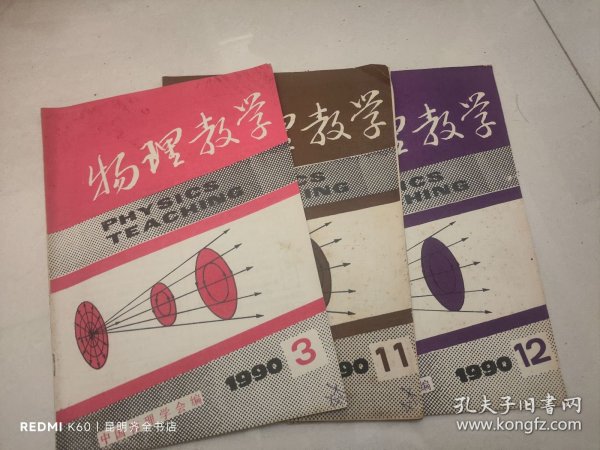 物理教学
PHYSICS
TEACHING
1990 3
中国物理学会编
理教学
CS
HING
90 11
理教学
ICS
CHING
1990 12
编
REDMI K60 | 昆明齐金书店
孔夫子旧书网
www.kongfz.com